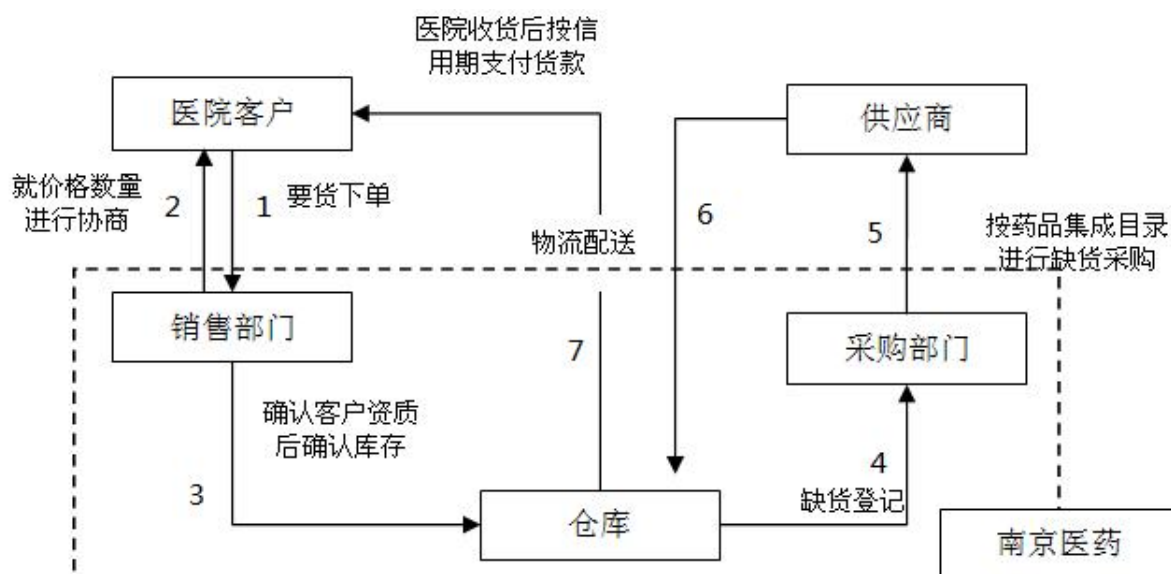 医院收货后按信
用期支付货款
医院客户
供应商
就价格数量
进行协商
2
1
要货下单
6
5
按药品集成目录
进行缺货采购
物流配送
销售部门
7
采购部门
确认客户资质
后确认库存
3
4
缺货登记
仓库
南京医药